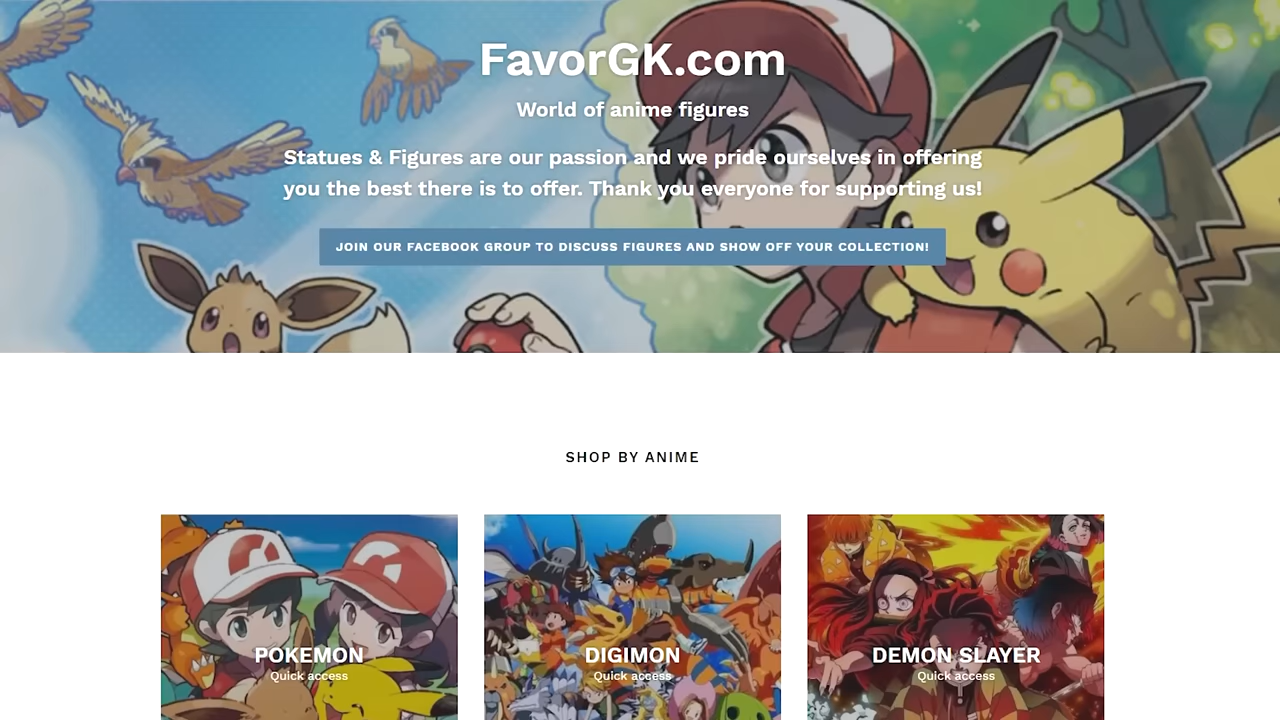 FavorGK.com
World of anime figures
Statues & Figures are our passion and we pride ourselves in offering
you the best there is to offer. Thank you everyone for supporting us!
JOIN OUR FACEBOOK GROUP TO DISCUSS FIGURES AND SHOW OFF YOUR COLLECTION!
SHOP BY ANIME
POKEMON
Quick access
DIGIMON
Quick access
DEMON SLAYER
Quick access